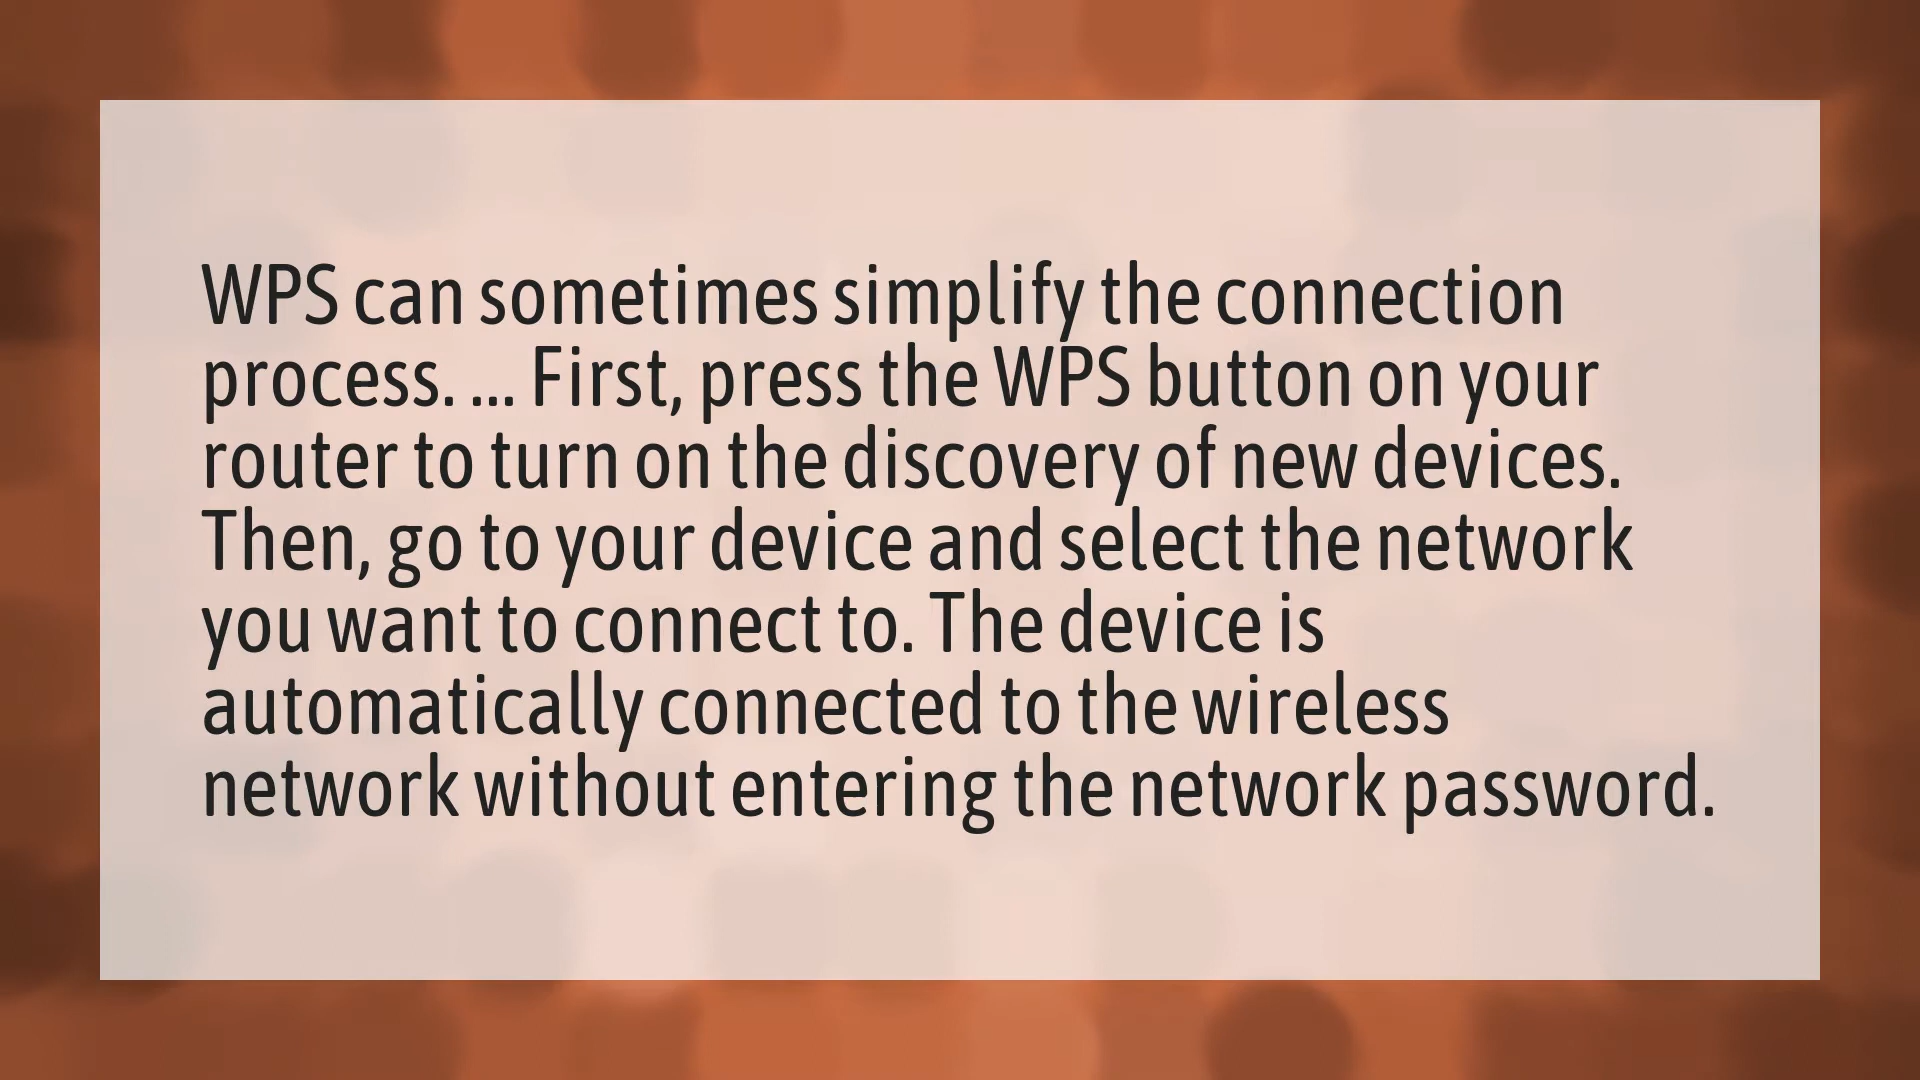 WPS can sometimes simplify the connection
process. ... First, press the WPS button on your
router to turn on the discovery of new devices.
Then, go to your device and select the network
you want to connect to. The device is
automatically connected to the wireless
network without entering the network password.